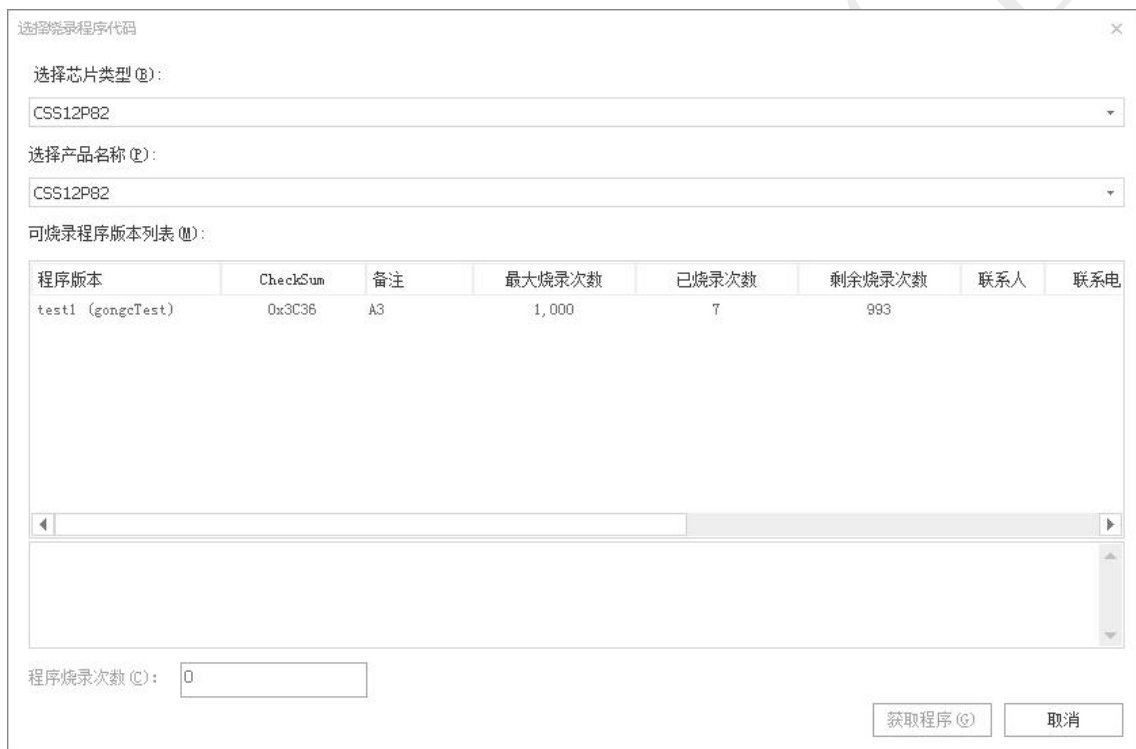 选择烧录程序代码
选择芯片类型(B):
CSS12P82
选择产品名称(P):
CSS12P82
可烧录程序版本列表(M):
程序版本 CheckSum 备注 最大烧录次数 已烧录次数 剩余烧录次数 联系人 联系电
test1 (gongcTest) 0x3C36 A3 1,000 7 993
程序烧录次数(C): 0
获取程序(G) 取消